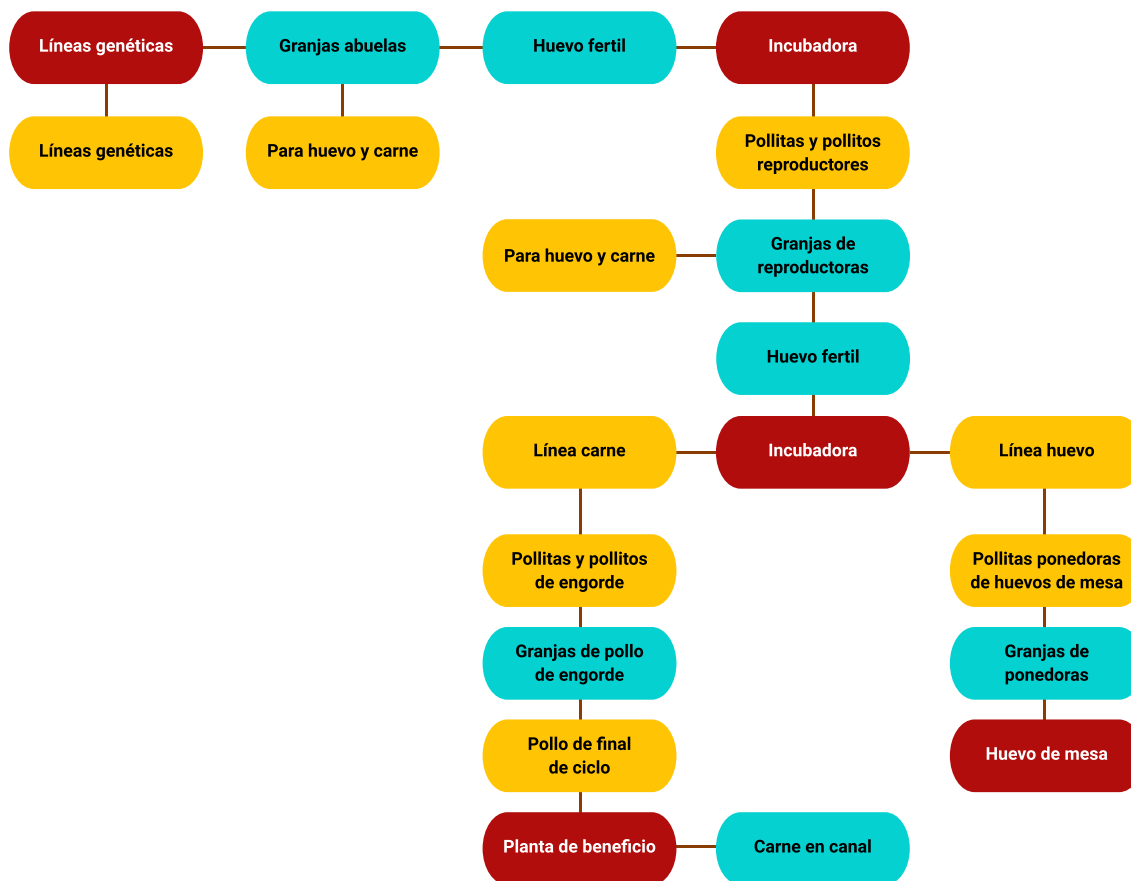 Líneas genéticas
Granjas abuelas
Huevo fertil
Incubadora
Líneas genéticas
Para huevo y carne
Pollitas y pollitos
reproductores
Para huevo y carne
Granjas de
reproductoras
Huevo fertil
Línea carne
Incubadora
Línea huevo
Pollitas y pollitos
de engorde
Pollitas ponedoras
de huevos de mesa
Granjas de pollo
de engorde
Granjas de
ponedoras
Pollo de final
de ciclo
Huevo de mesa
Planta de beneficio
Carne en canal